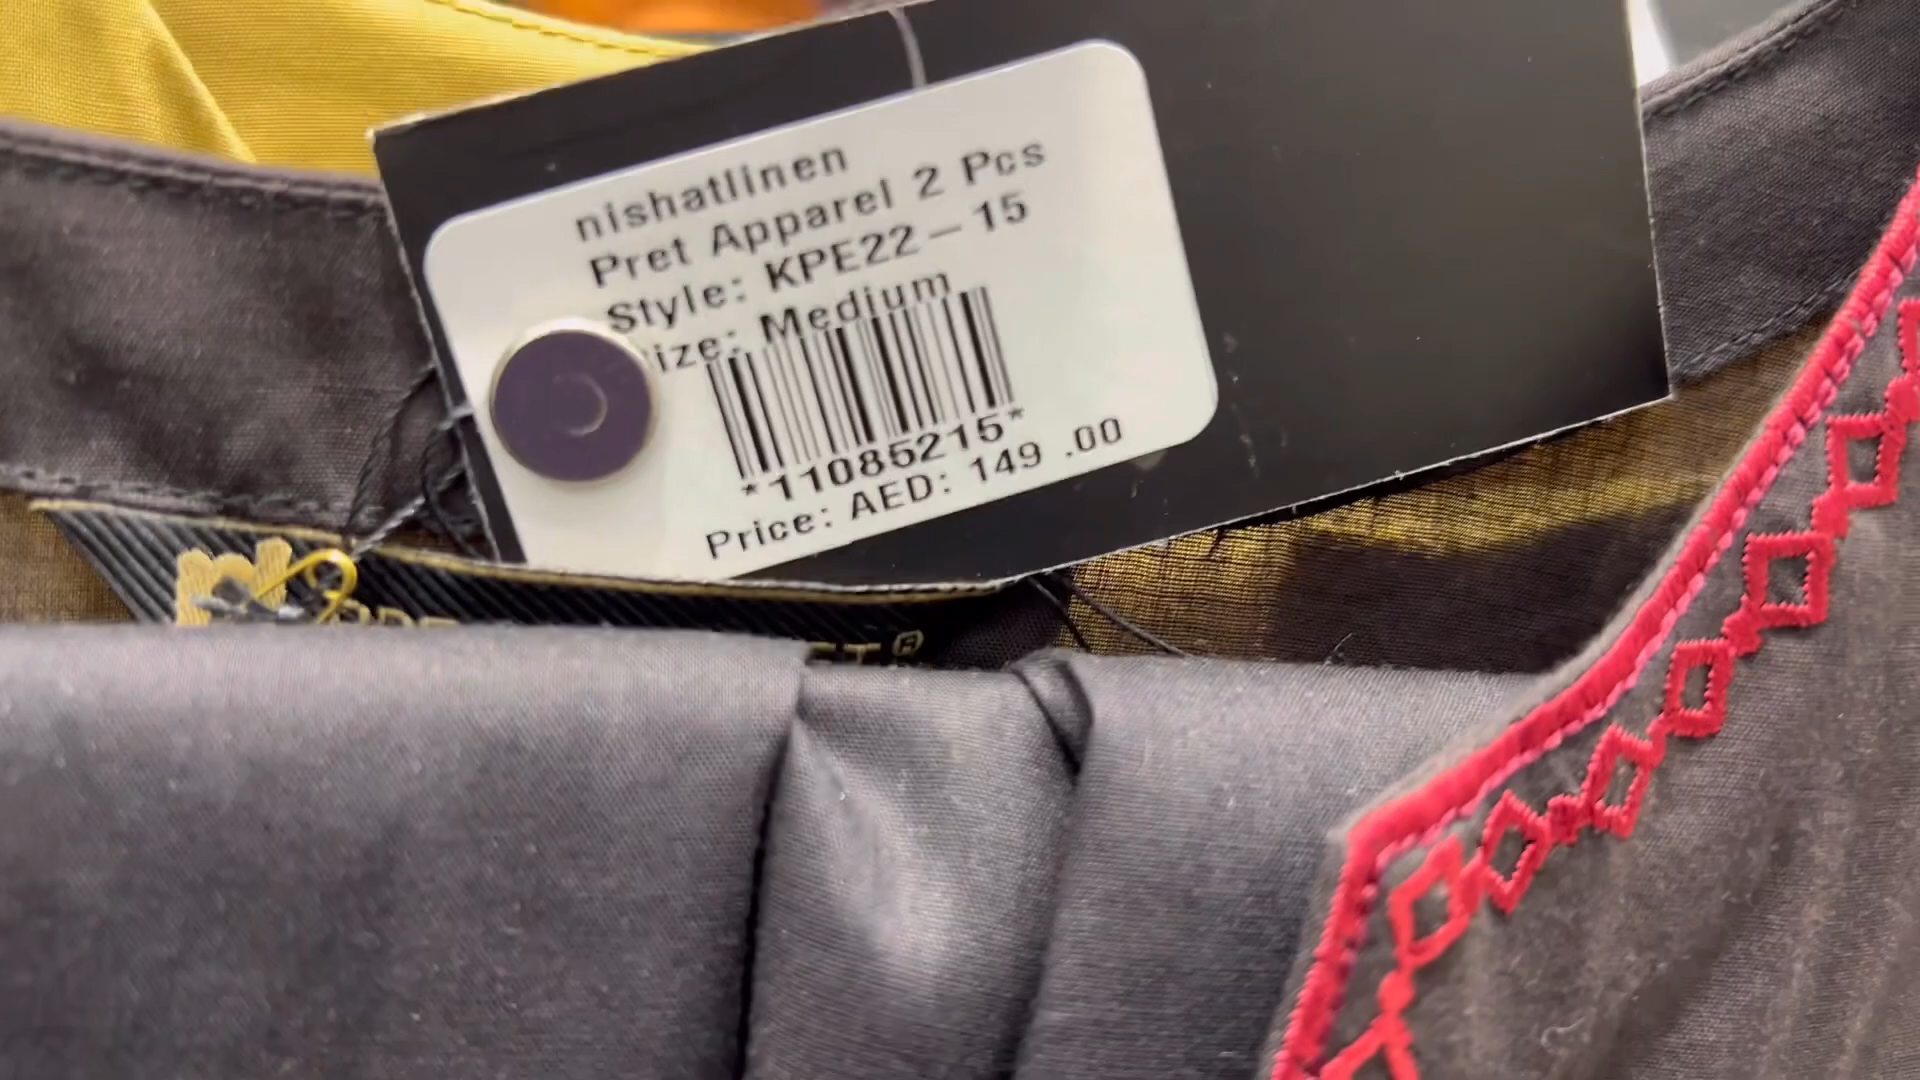 nishatlinen
Pret Apparel 2 Pcs
Style: KPE22-15
ize: Medium
*11085215*
Price: AED: 149 .00